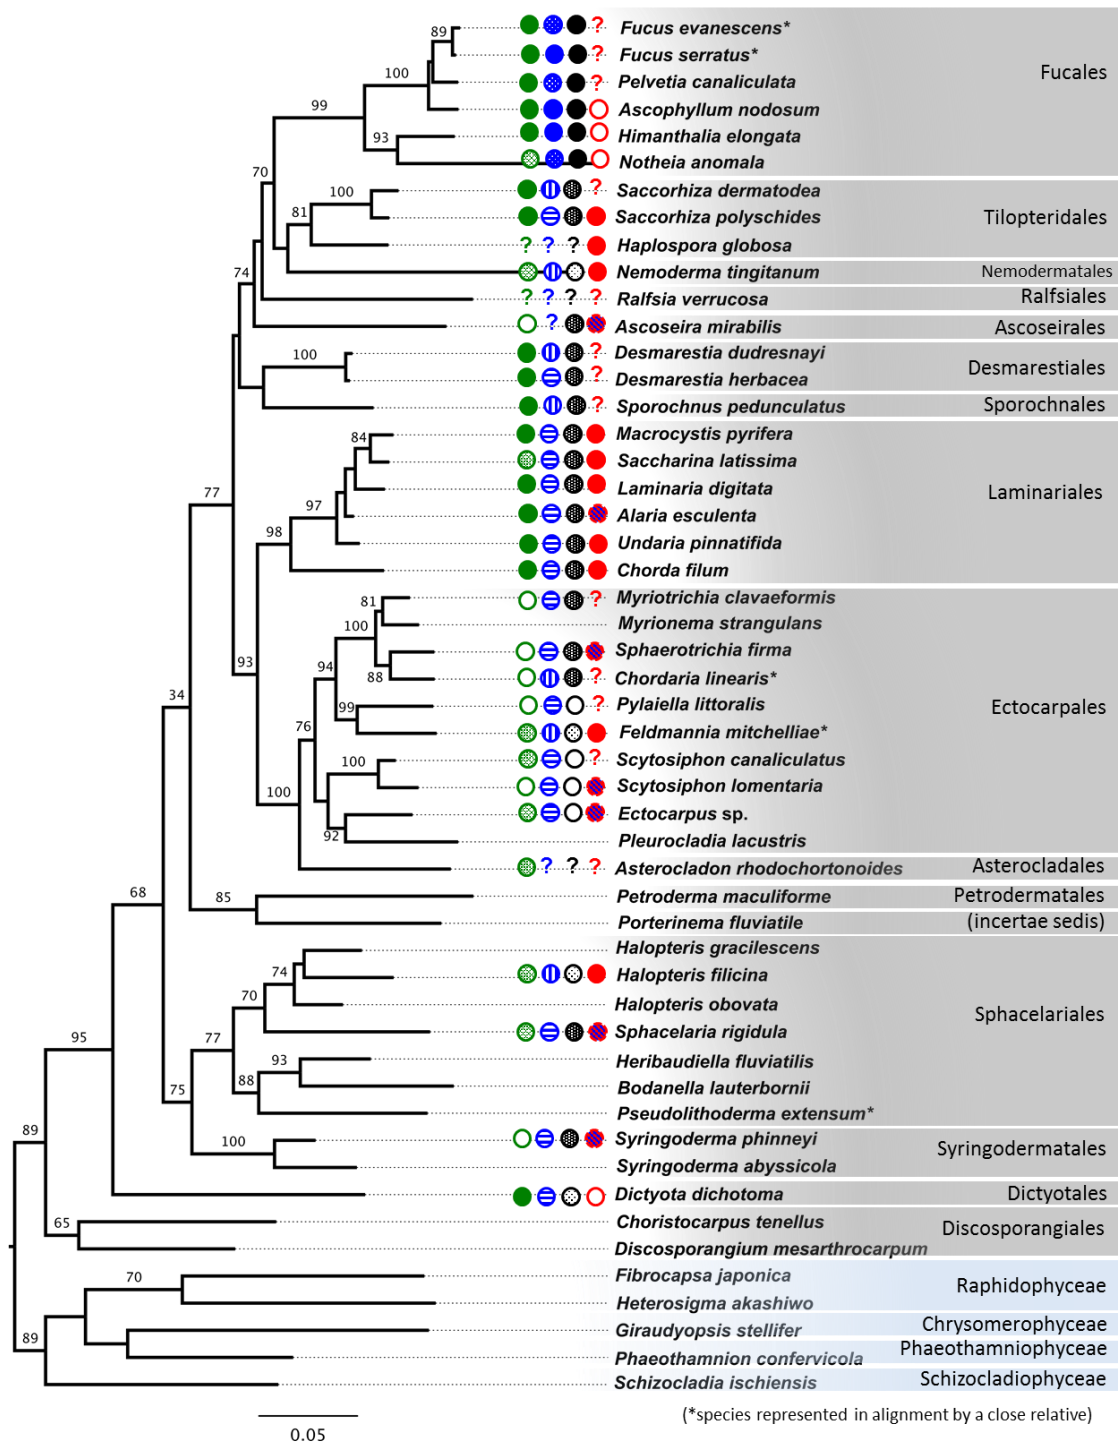 89 ? Fucus evanescens*
Fucus serratus* ?
Fucales
100 ? Pelvetia canaliculata
99 Ascophyllum nodosum
93 Himanthalia elongata
Notheia anomala
70
100 ? Saccorhiza dermatodea
81 Saccorhiza polyschides
Tilopteridales
? ? ? Haplospora globosa
Nemoderma tingitanum Nemodermatales
74
? ? ? ? Ralfsia verrucosa Ralfsiales
? Ascoseira mirabilis Ascoseirales
100 ? Desmarestia dudresnayi
Desmarestiales
? Desmarestia herbacea
? Sporochnus pedunculatus Sporochnales
84 Macrocystis pyrifera
Saccharina latissima
77
97 Laminaria digitata
Laminariales
Alaria esculenta
98 Undaria pinnatifida
Chorda filum
81 ? Myriotrichia clavaeformis
100 Myrionema strangulans
93 94 Sphaerotrichia firma
88 ? Chordaria linearis*
34
99 ? Pylaiella littoralis
Ectocarpales
76 Feldmannia mitchelliae*
100 ? Scytosiphon canaliculatus
100 Scytosiphon lomentaria
Ectocarpus sp.
92 Pleurocladia lacustris
? ? ? Asterocladon rhodochortonoides Asterocladales
68 85 Petroderma maculiforme Petrodermatales
Porterinema fluviatile (incertae sedis)
Halopteris gracilescens
74 Halopteris filicina
70 Halopteris obovata
Sphacelariales
Sphacelaria rigidula
95 77
93 Heribaudiella fluviatilis
75 88 Bodanella lauterbornii
Pseudolithoderma extensum*
89 100 Syringoderma phinneyi
Syringodermatales
Syringoderma abyssicola
Dictyota dichotoma Dictyotales
65 Choristocarpus tenellus
Discosporangiales
Discosporangium mesarthrocarpum
70 Fibrocapsa japonica
Raphidophyceae
Heterosigma akashiwo
89 Giraudyopsis stellifer Chrysomerophyceae
Phaeothamnion confervicola Phaeothamniophyceae
Schizocladia ischiensis Schizocladiophyceae
(*species represented in alignment by a close relative)
0.05